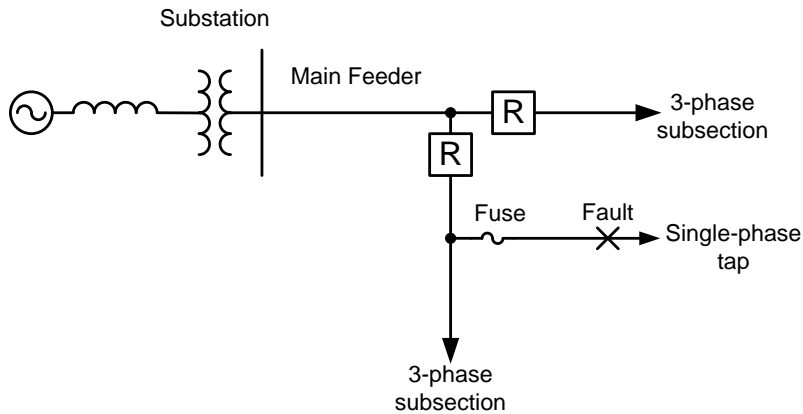 Substation
Main Feeder
R
3-phase
subsection
R
Fuse
Fault
Single-phase
tap
3-phase
subsection